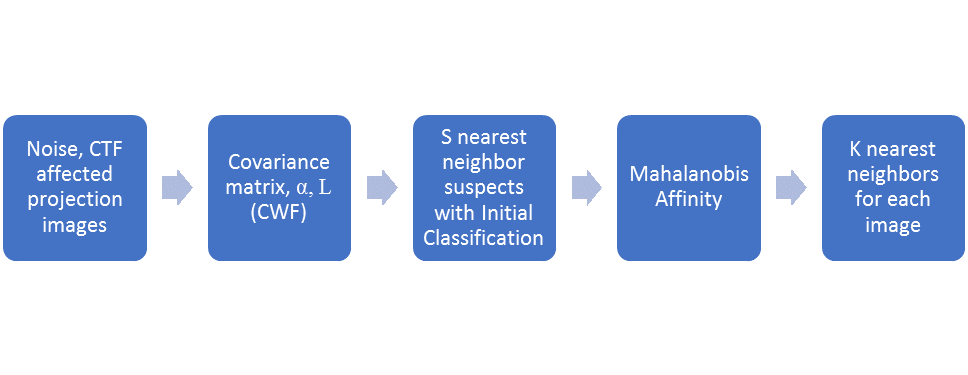 Noise, CTF
affected
projection
images
Covariance
matrix, α, L
(CWF)
S nearest
neighbor
suspects
with Initial
Classification
Mahalanobis
Affinity
K nearest
neighbors
for each
image